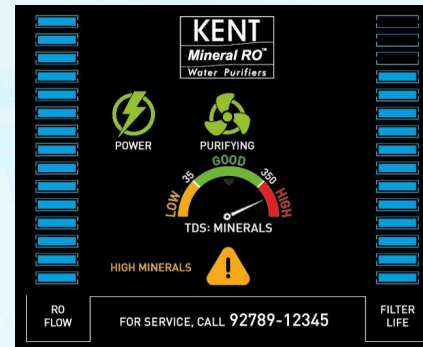 KENT
Mineral RO™
Water Purifiers
POWER
PURIFYING
LOW
35
GOOD
350
HIGH
TDS: MINERALS
HIGH MINERALS
!
RO
FLOW
FOR SERVICE, CALL 92789-12345
FILTER
LIFE